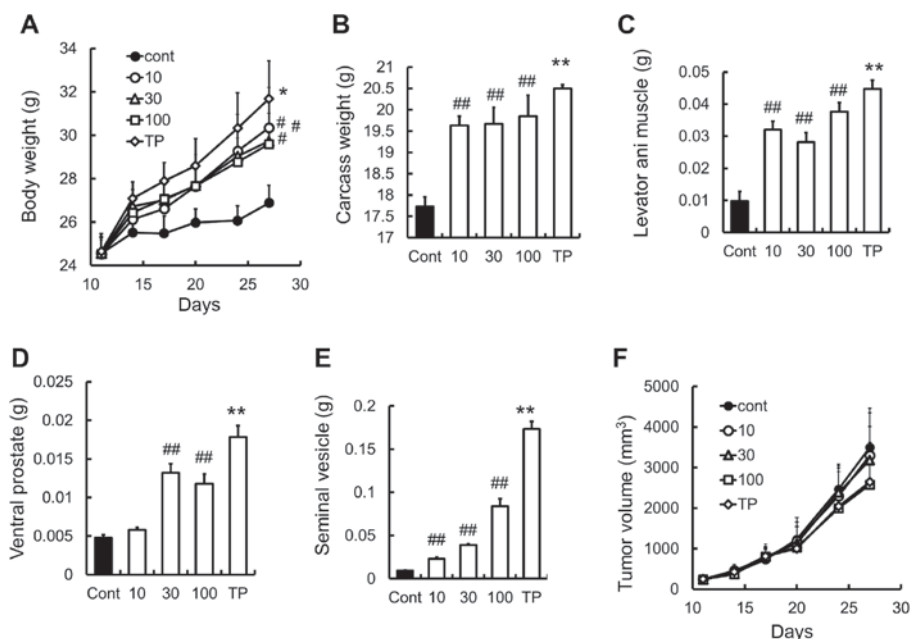 A
Body weight (g)
34
32
30
28
26
24
cont
10
30
100
TP
*
#
#
#
10 15 20 25 30
Days
B
Carcass weight (g)
21
20.5
20
19.5
19
18.5
18
17.5
17
## ## ## **
Cont 10 30 100 TP
C
Levator ani muscle (g)
0.05
0.04
0.03
0.02
0.01
0
## ## ## **
Cont 10 30 100 TP
D
Ventral prostate (g)
0.02
0.015
0.01
0.005
0
## ## **
Cont 10 30 100 TP
E
Seminal vesicle (g)
0.2
0.15
0.1
0.05
0
## ## ## **
Cont 10 30 100 TP
F
Tumor volume (mm3)
5000
4000
3000
2000
1000
0
cont
10
30
100
TP
10 15 20 25 30
Days